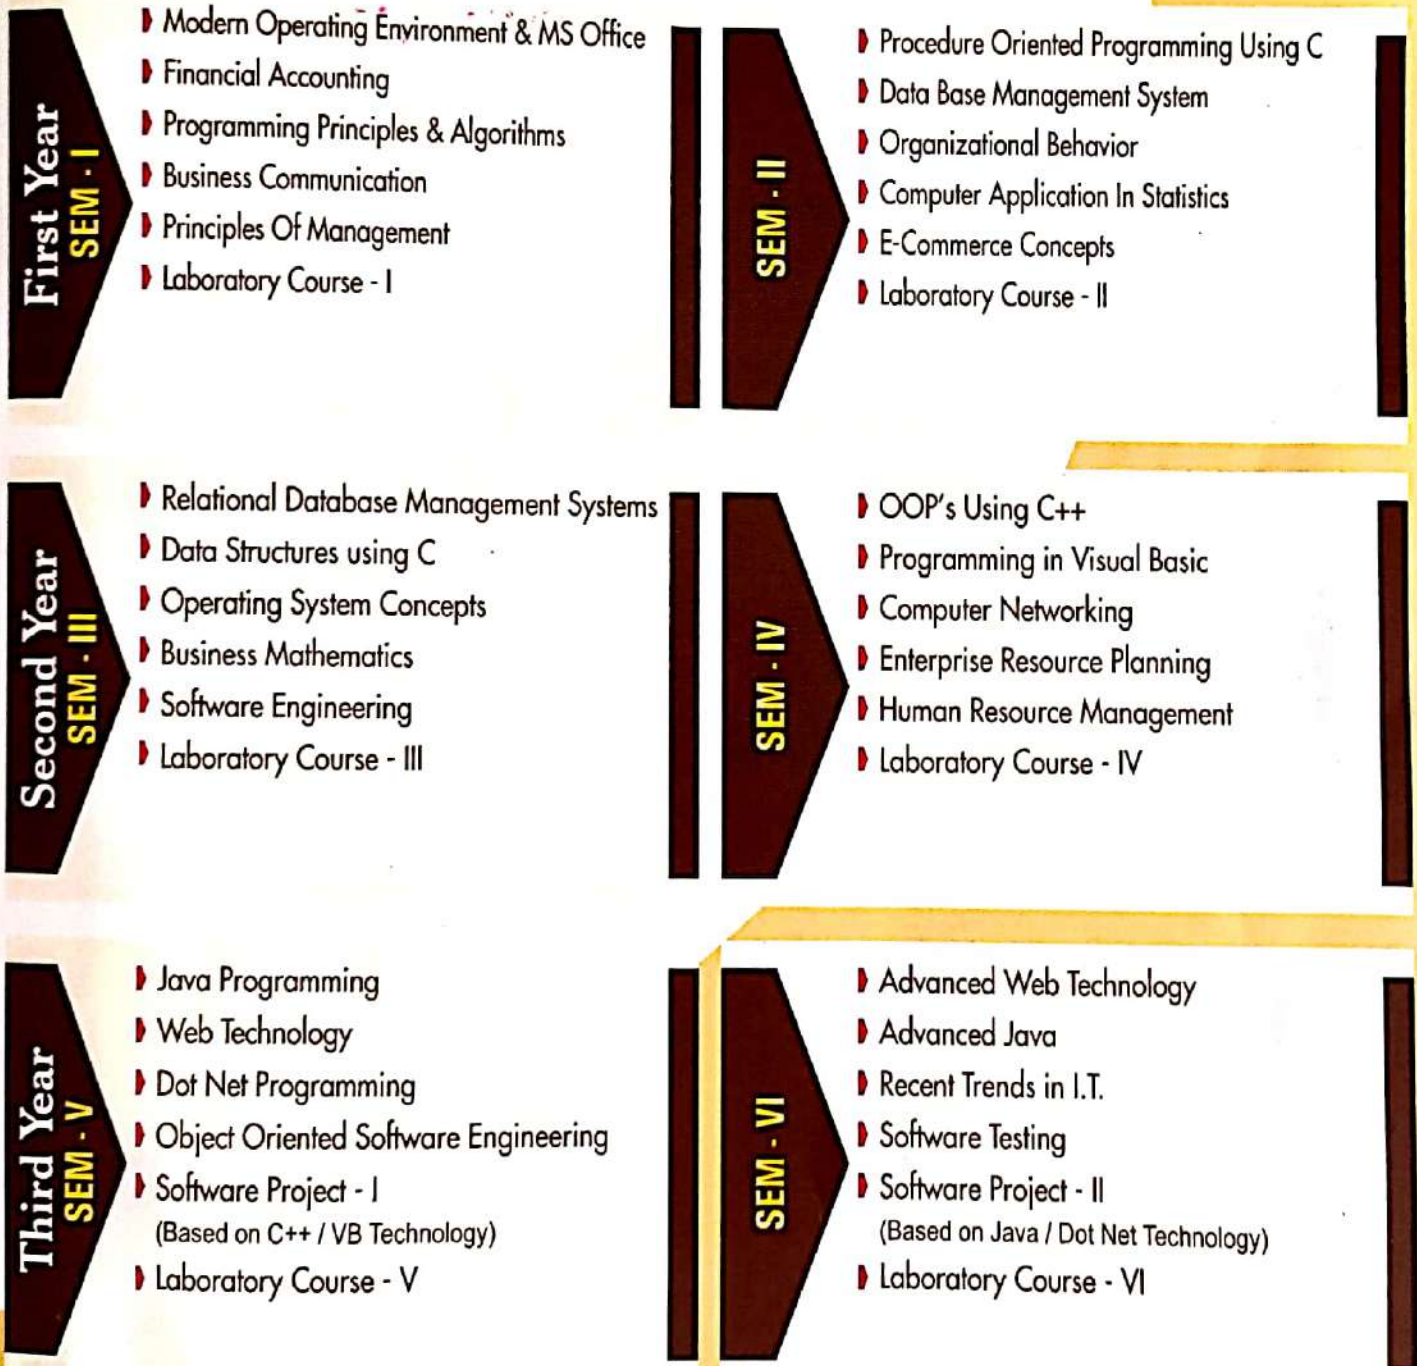 First Year
SEM - I
Modern Operating Environment & MS Office
Financial Accounting
Programming Principles & Algorithms
Business Communication
Principles Of Management
Laboratory Course - I
SEM - II
Procedure Oriented Programming Using C
Data Base Management System
Organizational Behavior
Computer Application In Statistics
E-Commerce Concepts
Laboratory Course - II
Second Year
SEM - III
Relational Database Management Systems
Data Structures using C
Operating System Concepts
Business Mathematics
Software Engineering
Laboratory Course - III
SEM - IV
OOP's Using C++
Programming in Visual Basic
Computer Networking
Enterprise Resource Planning
Human Resource Management
Laboratory Course - IV
Third Year
SEM - V
Java Programming
Web Technology
Dot Net Programming
Object Oriented Software Engineering
Software Project - I
(Based on C++ / VB Technology)
Laboratory Course - V
SEM - VI
Advanced Web Technology
Advanced Java
Recent Trends in I.T.
Software Testing
Software Project - II
(Based on Java / Dot Net Technology)
Laboratory Course - VI